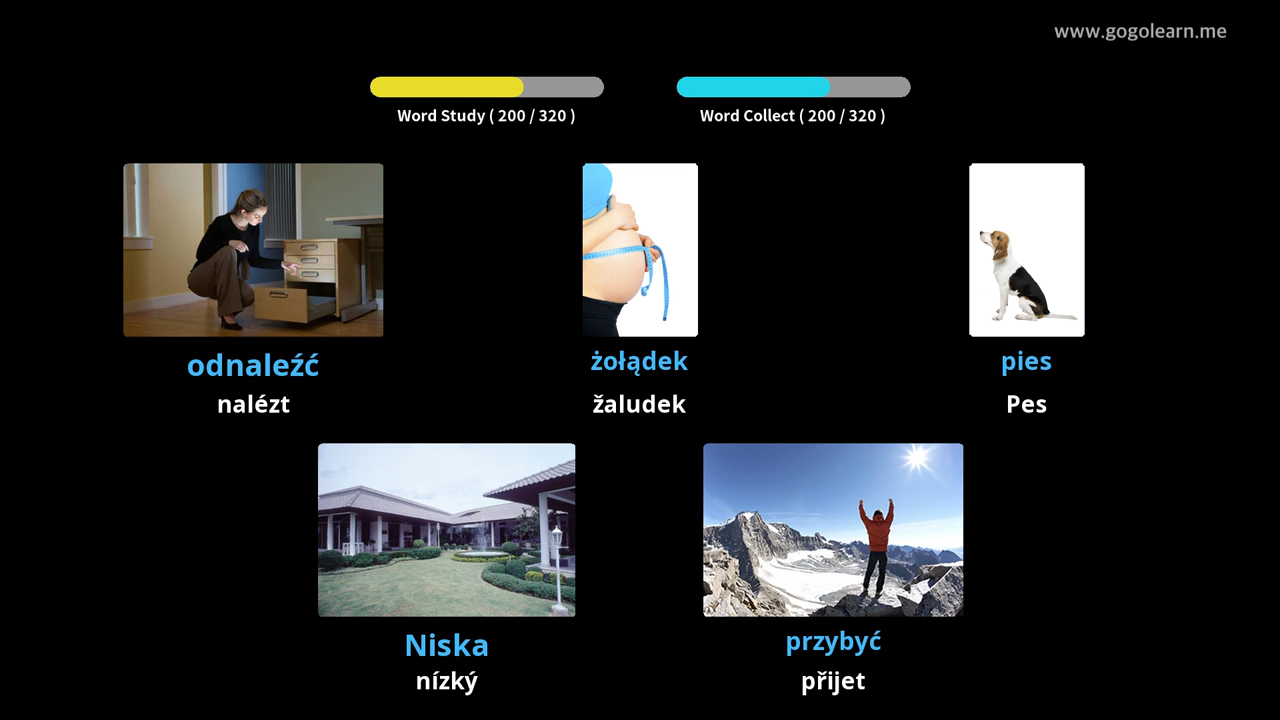 www.gogolearn.me
Word Study ( 200 / 320 )
Word Collect ( 200 / 320 )
odnaleźć
nalézt
żołądek
žaludek
pies
Pes
Niska
nízký
przybyć
přijet